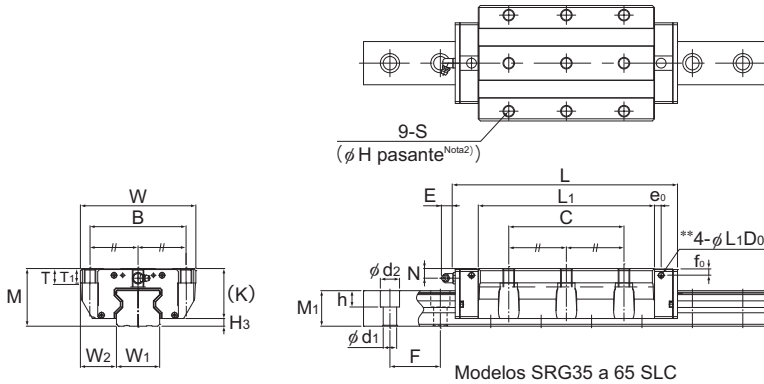 9-S
(φH pasante Nota2))
W
B
T
T1
M
(K)
H3
W2
W1
L
E
L1
e0
C
**4-φL1D0
N
f0
φd2
h
M1
φd1
F
Modelos SRG35 a 65 SLC